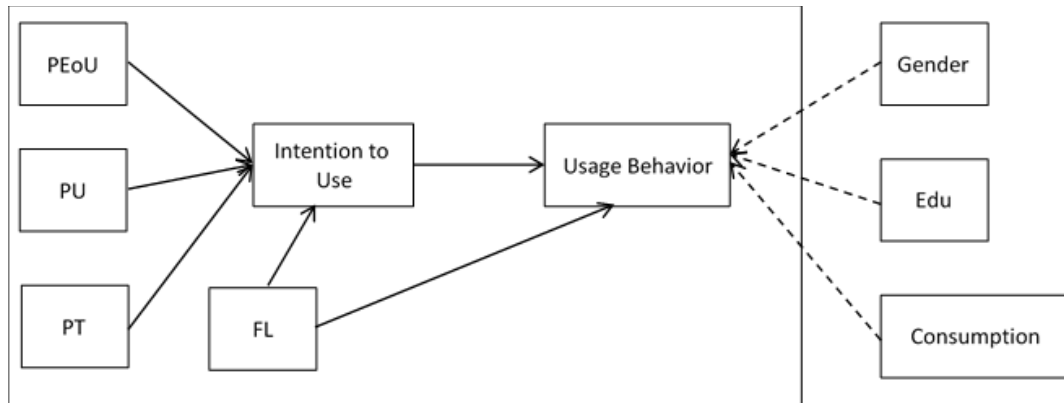 PEoU
Gender
Intention to
Use
Usage Behavior
PU
Edu
PT
FL
Consumption